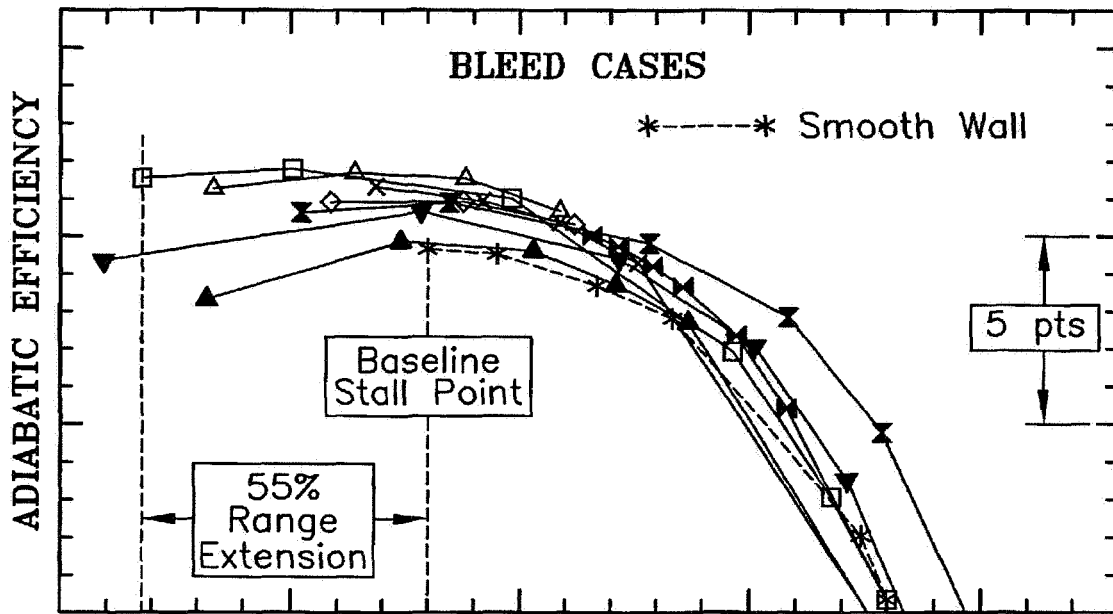 BLEED CASES
Smooth Wall
ADIABATIC EFFICIENCY
5 pts
Baseline
Stall Point
55%
Range
Extension